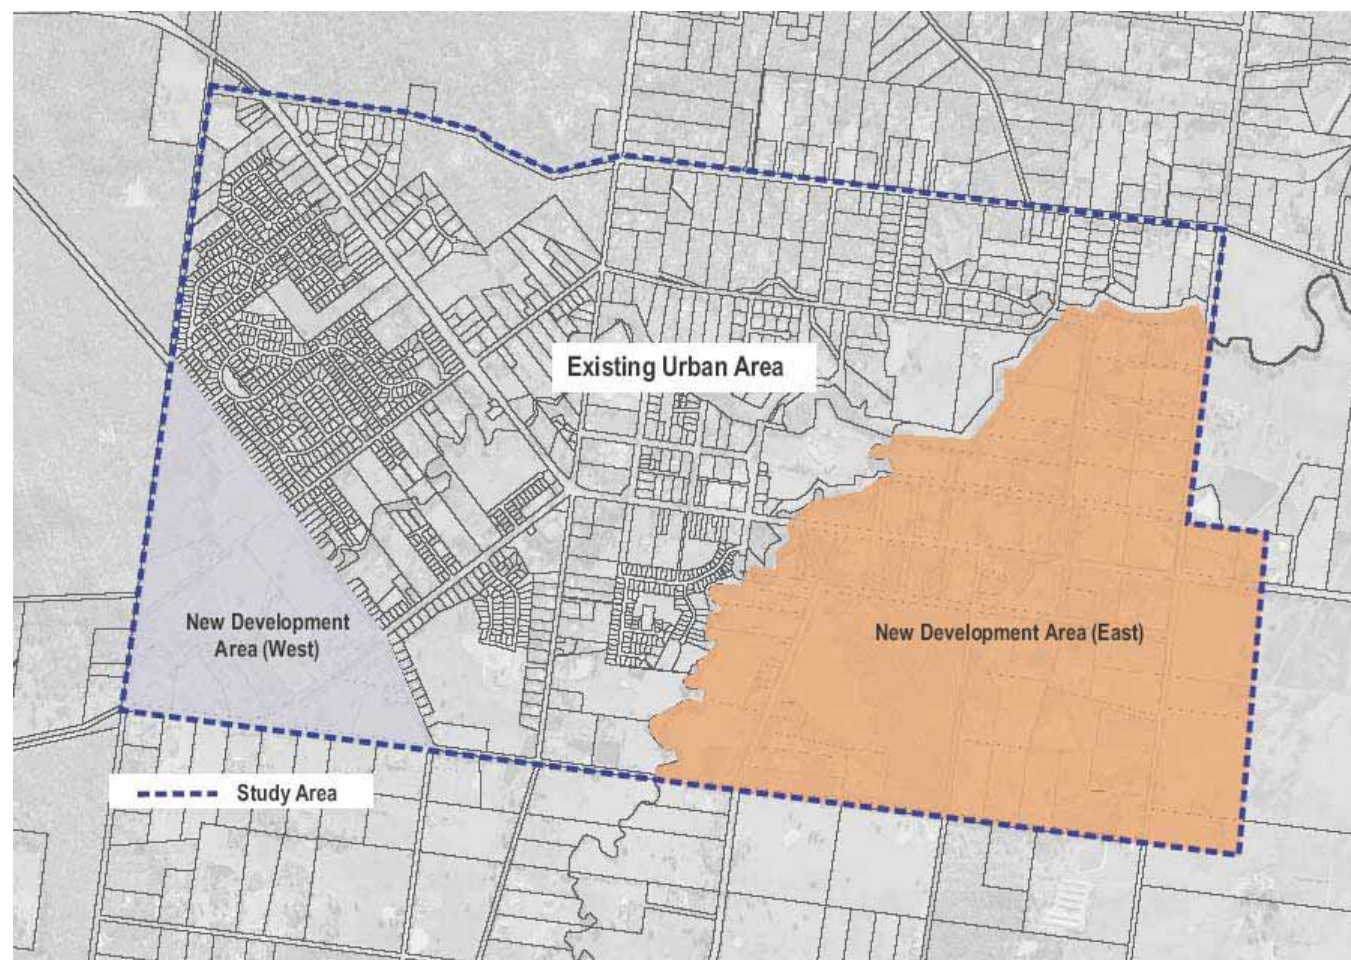 Existing Urban Area
New Development
Area (West)
New Development Area (East)
Study Area